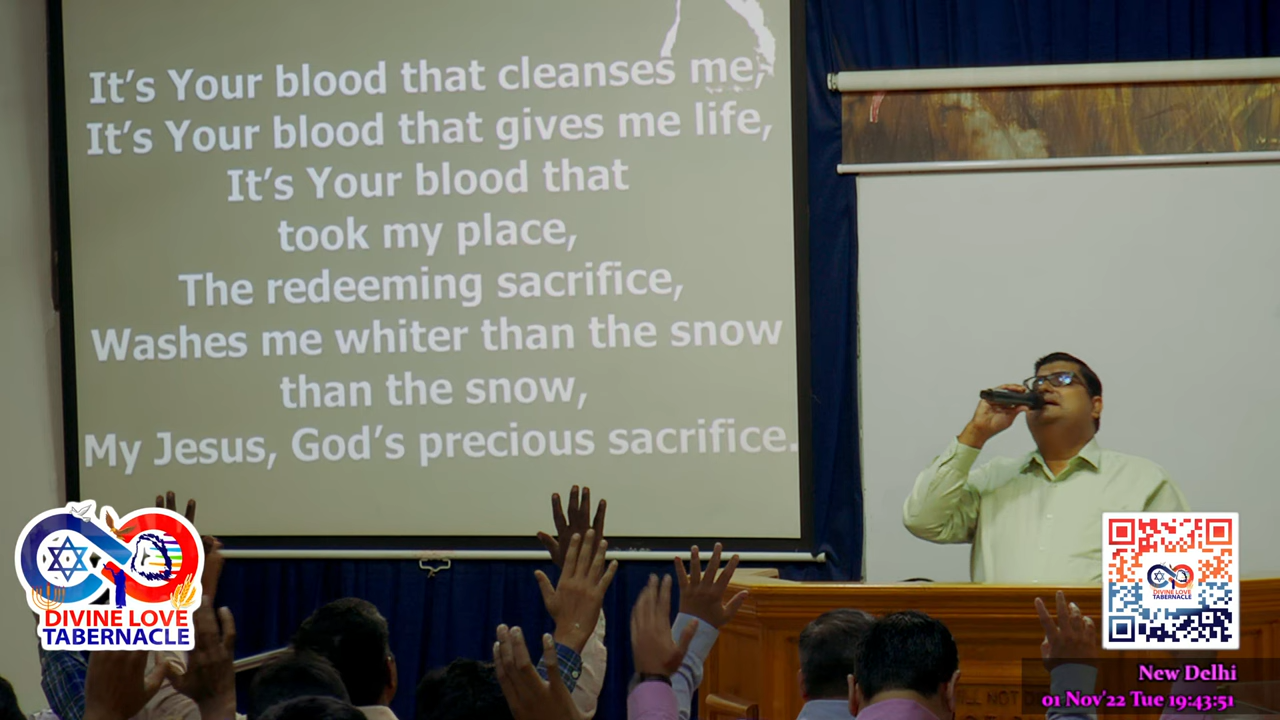 It's Your blood that cleanses me,
It's Your blood that gives me life,
It's Your blood that
took my place,
The redeeming sacrifice,
Washes me whiter than the snow
than the snow,
My Jesus, God's precious sacrifice.
DIVINE LOVE
TABERNACLE
DIVINE LOVE
TABERNACLE
New Delhi
01 Nov'22 Tue 19:43:51